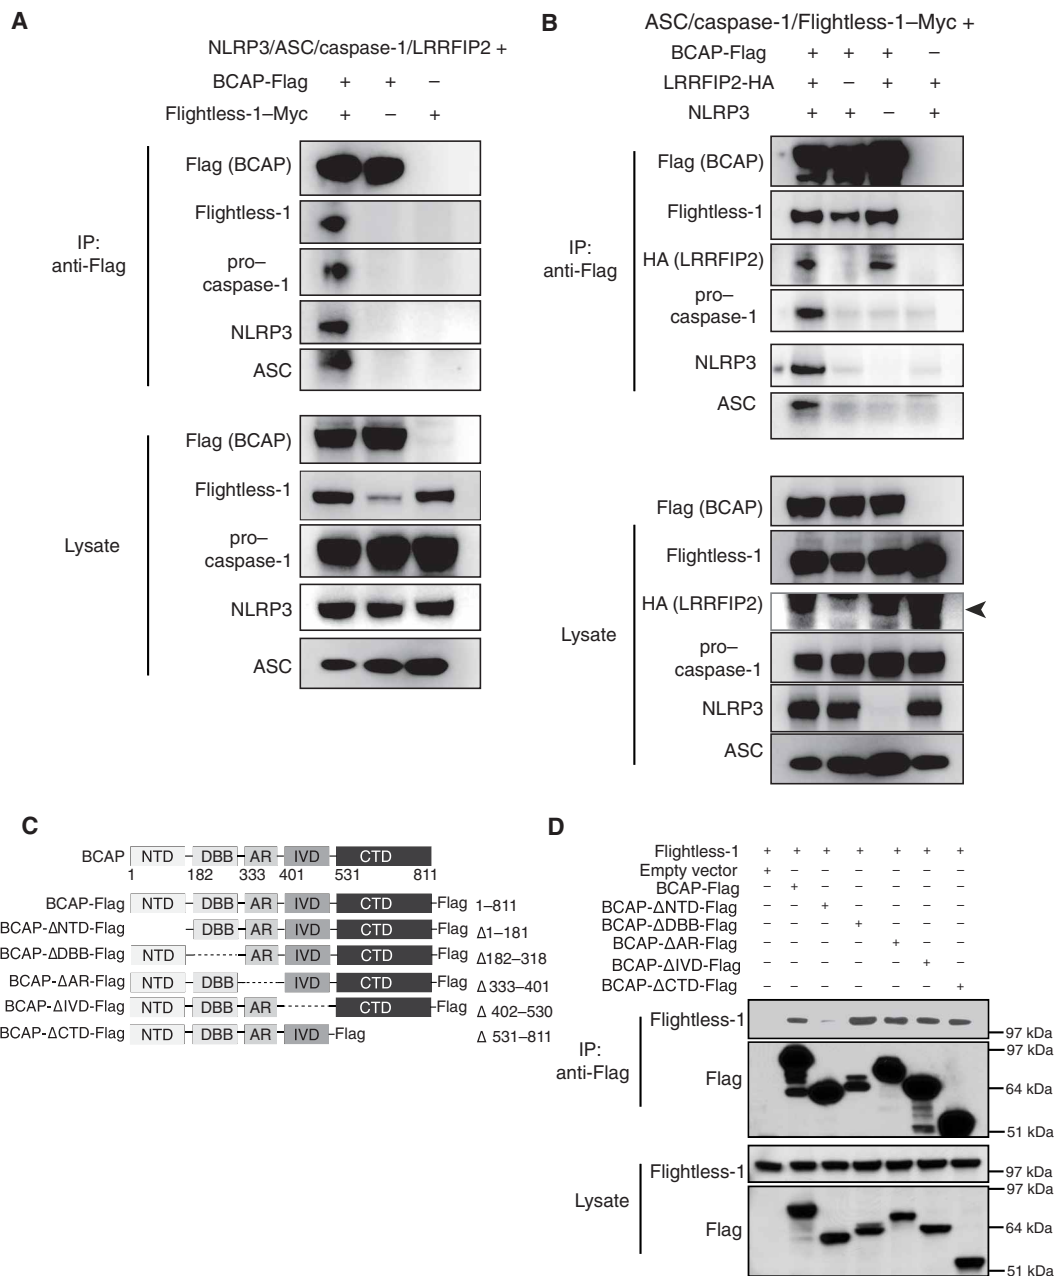 A
NLRP3/ASC/caspase-1/LRRFIP2 +
BCAP-Flag + + –
Flightless-1–Myc + – +
IP:
anti-Flag
Flag (BCAP)
Flightless-1
pro–
caspase-1
NLRP3
ASC
Lysate
Flag (BCAP)
Flightless-1
pro–
caspase-1
NLRP3
ASC
B
ASC/caspase-1/Flightless-1–Myc +
BCAP-Flag + + + –
LRRFIP2-HA + – + +
NLRP3 + + – +
IP:
anti-Flag
Flag (BCAP)
Flightless-1
HA (LRRFIP2)
pro–
caspase-1
NLRP3
ASC
Lysate
Flag (BCAP)
Flightless-1
HA (LRRFIP2)
pro–
caspase-1
NLRP3
ASC
C
BCAP NTD DBB AR IVD CTD
1 182 333 401 531 811
BCAP-Flag NTD DBB AR IVD CTD Flag 1–811
BCAP-ΔNTD-Flag DBB AR IVD CTD Flag Δ1–181
BCAP-ΔDBB-Flag NTD AR IVD CTD Flag Δ182–318
BCAP-ΔAR-Flag NTD DBB IVD CTD Flag Δ333–401
BCAP-ΔIVD-Flag NTD DBB AR CTD Flag Δ 402–530
BCAP-ΔCTD-Flag NTD DBB AR IVD Flag Δ 531–811
D
Flightless-1 + + + + + + +
Empty vector + – – – – – –
BCAP-Flag – + – – – – –
BCAP-ΔNTD-Flag – – + – – – –
BCAP-ΔDBB-Flag – – – + – – –
BCAP-ΔAR-Flag – – – – + – –
BCAP-ΔIVD-Flag – – – – – + –
BCAP-ΔCTD-Flag – – – – – – +
IP:
anti-Flag
Flightless-1
97 kDa
97 kDa
Flag
64 kDa
51 kDa
Lysate
Flightless-1
97 kDa
97 kDa
Flag
64 kDa
51 kDa